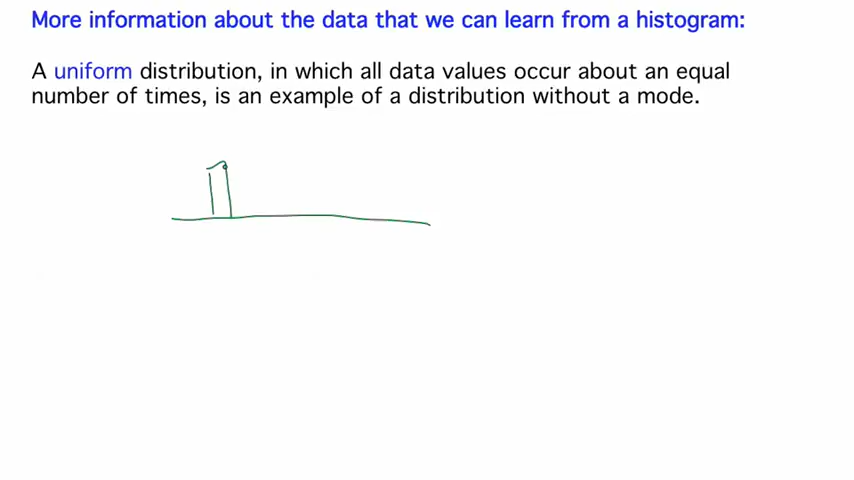 More information about the data that we can learn from a histogram:
A uniform distribution, in which all data values occur about an equal
number of times, is an example of a distribution without a mode.